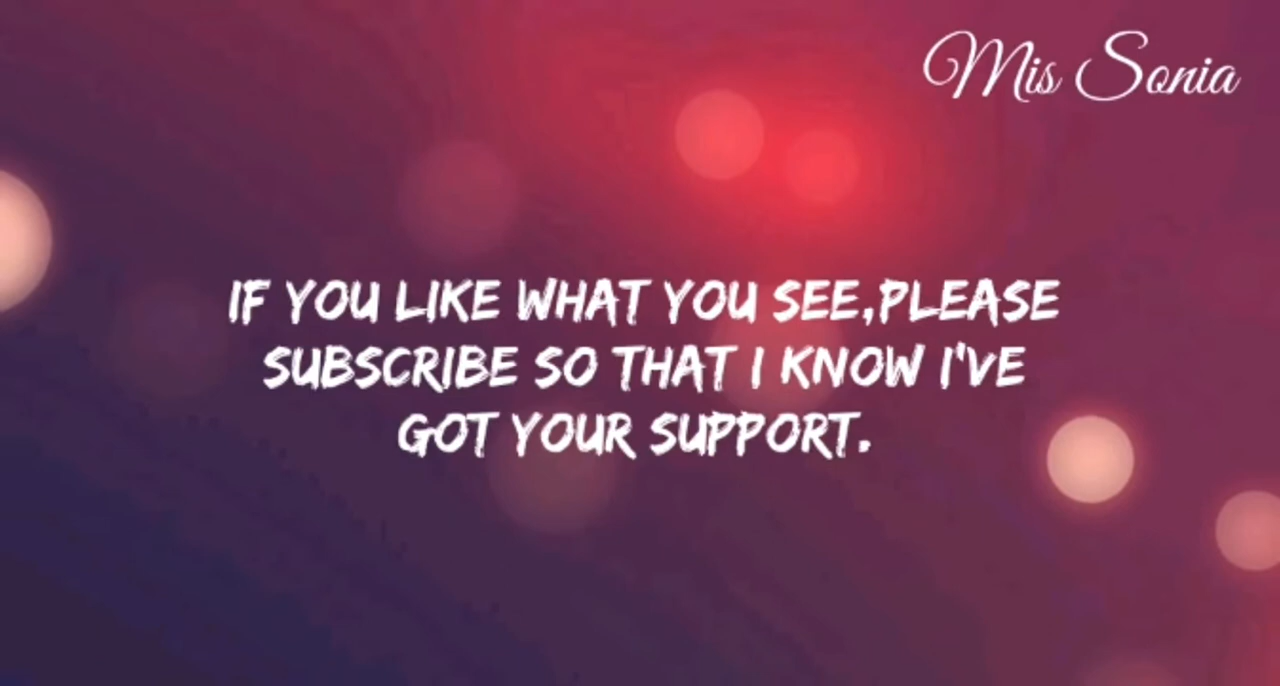 Mis Sonia
IF YOU LIKE WHAT YOU SEE,PLEASE
SUBSCRIBE SO THAT I KNOW I'VE
GOT YOUR SUPPORT.